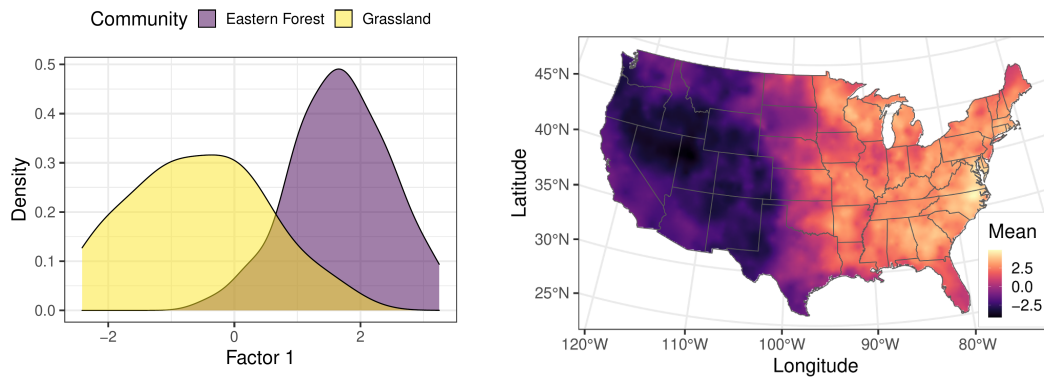 Community Eastern Forest Grassland
Density
0.5
0.4
0.3
0.2
0.1
0.0
−2 0 2
Factor 1
Latitude
45°N
40°N
35°N
30°N
25°N
Mean
2.5
0.0
−2.5
120°W 110°W 100°W 90°W 80°W
Longitude